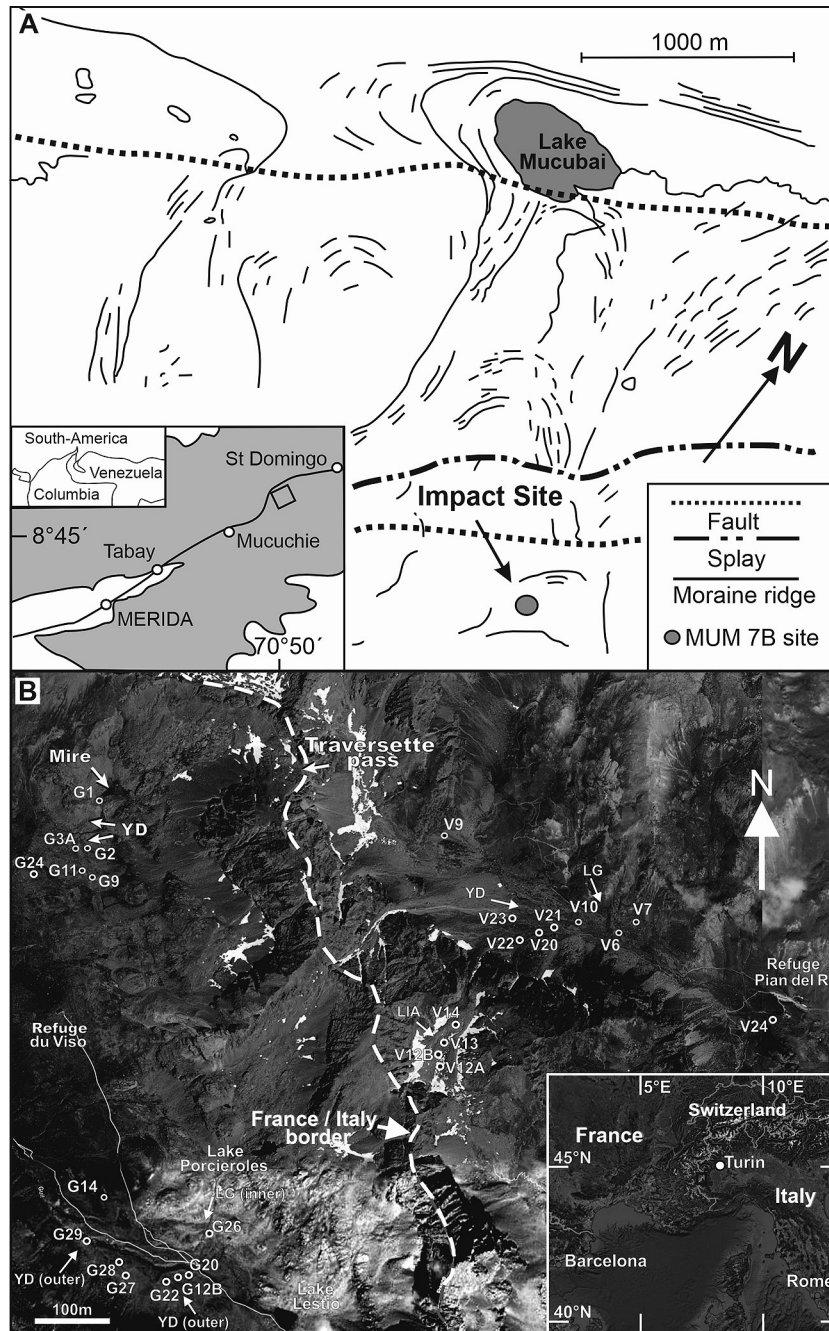 A
1000 m
Lake
Mucubai
N
South-America
Venezuela
Columbia
St Domingo
8°45´
Mucuchie
Tabay
MERIDA
70°50´
Impact Site
Fault
Splay
Moraine ridge
MUM 7B site
B
Traversette
pass
Mire
G1
YD
G3A
G2
G24
G11
G9
N
V9
LG
YD
V10
V7
V21
V23
V22
V20
V6
Refuge
Pian del R
V24
LIA
V14
V13
V12B
V12A
Refuge
du Viso
France / Italy
border
Lake
Porcieroles
LG (inner)
G14
G26
G29
YD (outer)
G28
G27
G20
G22
G12B
YD (outer)
Lake
Lestio
100m
5°E
10°E
Switzerland
France
45°N
Turin
Italy
Barcelona
Rome
40°N